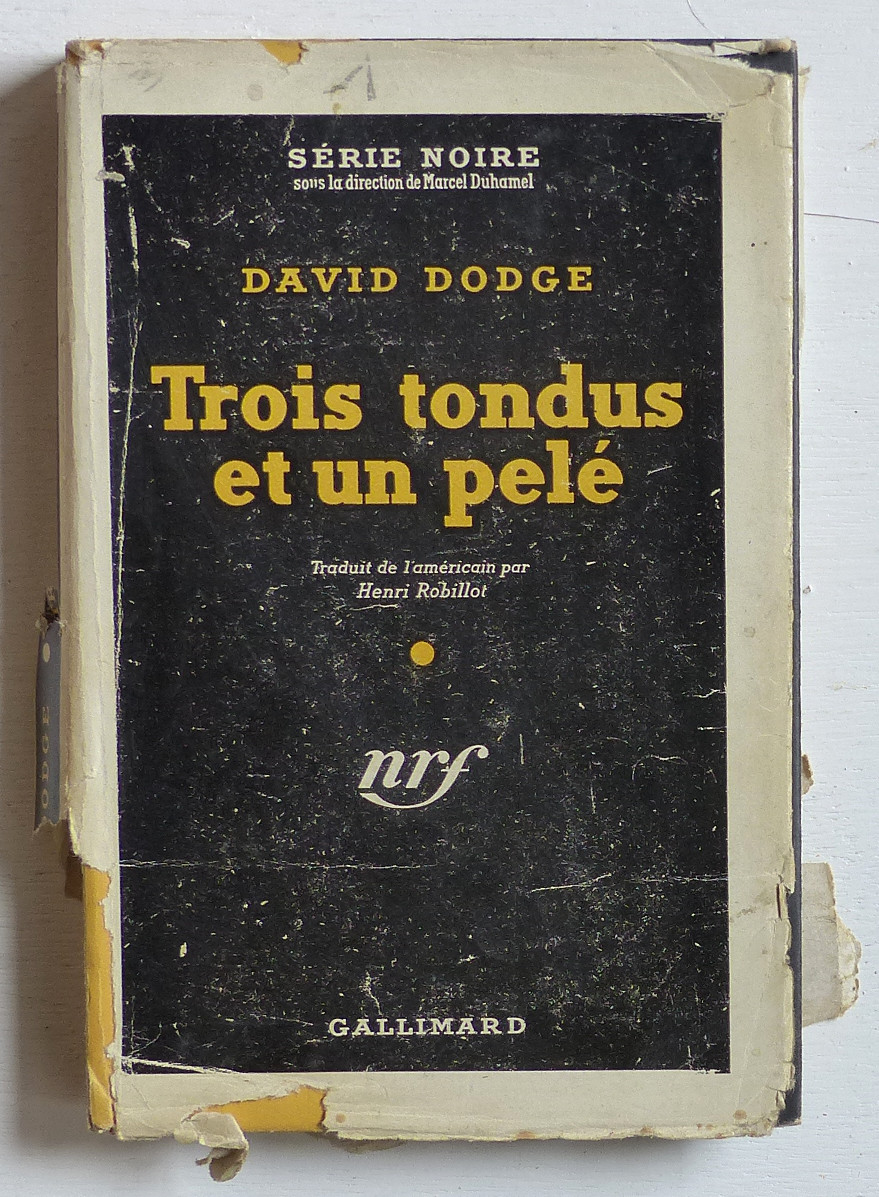 SÉRIE NOIRE
sous la direction de Marcel Duhamel
DAVID DODGE
Trois tondus
et un pelé
Traduit de l'américain par
Henri Robillot
nrf
GALLIMARD
ODGE